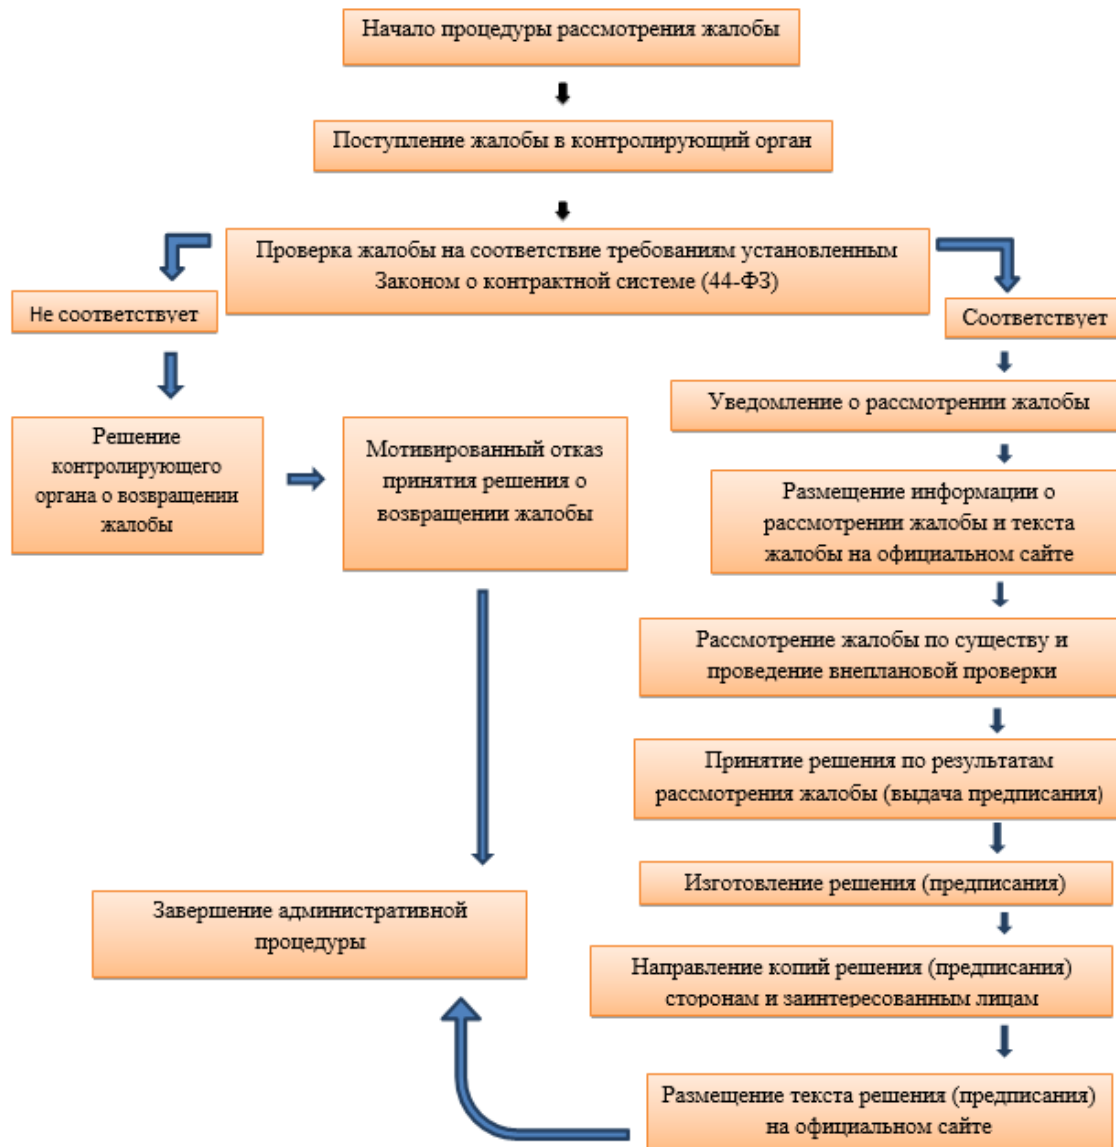 Начало процедуры рассмотрения жалобы
Поступление жалобы в контролирующий орган
Проверка жалобы на соответствие требованиям установленным
Законом о контрактной системе (44-ФЗ)
Не соответствует
Соответствует
Решение
контролирующего
органа о возвращении
жалобы
Мотивированный отказ
принятия решения о
возвращении жалобы
Уведомление о рассмотрении жалобы
Размещение информации о
рассмотрении жалобы и текста
жалобы на официальном сайте
Рассмотрение жалобы по существу и
проведение внеплановой проверки
Принятие решения по результатам
рассмотрения жалобы (выдача предписания)
Изготовление решения (предписания)
Направление копий решения (предписания)
сторонам и заинтересованным лицам
Размещение текста решения (предписания)
на официальном сайте
Завершение административной
процедуры